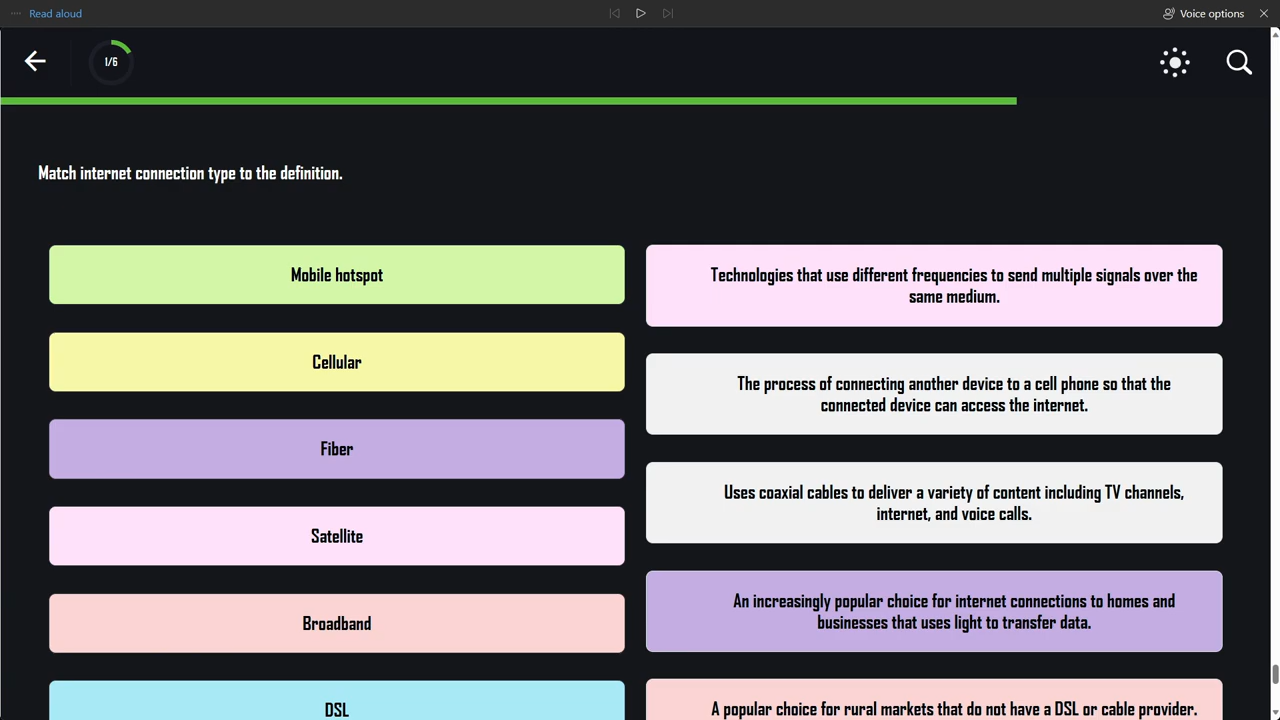 Read aloud
Voice options
1/6
Match internet connection type to the definition.
Mobile hotspot
Cellular
Fiber
Satellite
Broadband
DSL
Technologies that use different frequencies to send multiple signals over the
same medium.
The process of connecting another device to a cell phone so that the
connected device can access the internet.
Uses coaxial cables to deliver a variety of content including TV channels,
internet, and voice calls.
An increasingly popular choice for internet connections to homes and
businesses that uses light to transfer data.
A popular choice for rural markets that do not have a DSL or cable provider.